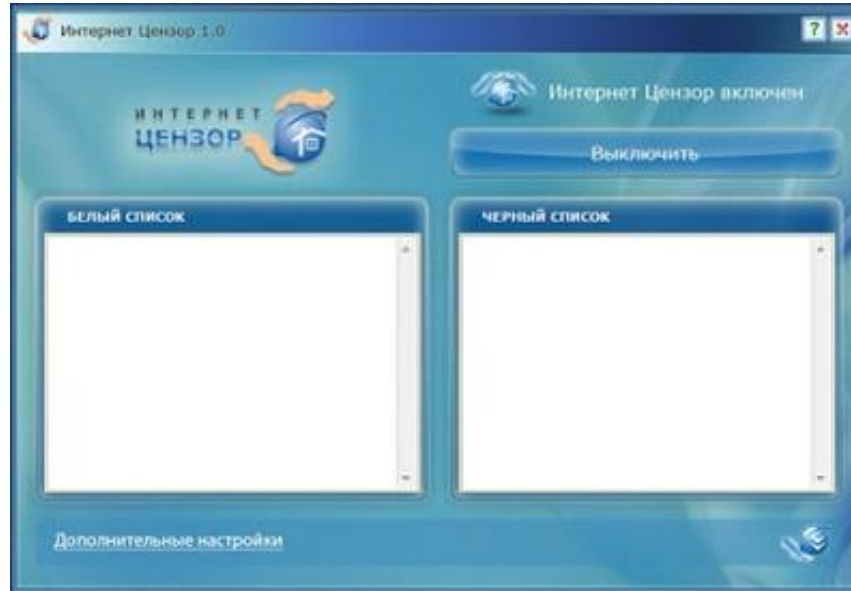 Интернет Цензор 1.0
ИНТЕРНЕТ
ЦЕНЗОР
Интернет Цензор включен
Выключить
БЕЛЫЙ СПИСОК
ЧЕРНЫЙ СПИСОК
Дополнительные настройки